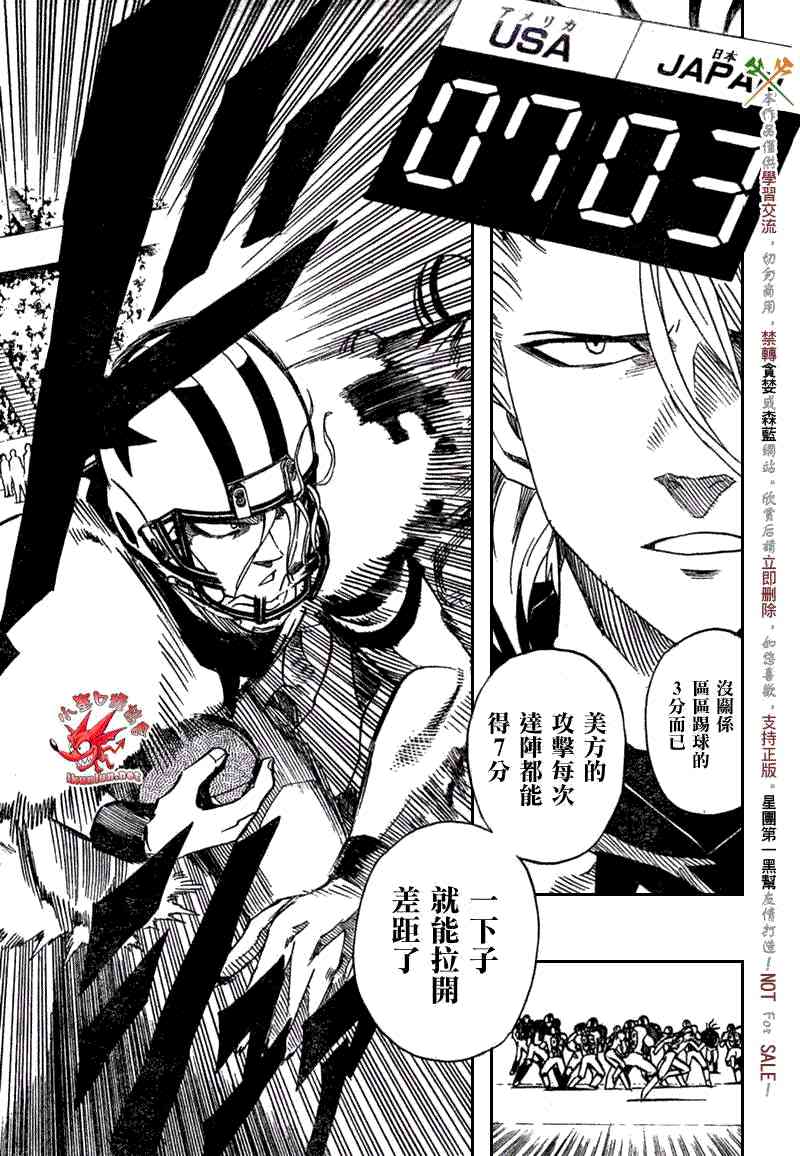 アメリカ
USA
日本
JAPAN
07 03
沒關係
區區踢球的
3分而已
美方的
攻擊每次
達陣都能
得7分
一下子
就能拉開
差距了
本作品僅供學習交流，切勿商用，禁轉貪婪或森藍網站。欣賞后請立即刪除，如您喜歡，支持正版。星團第一黑幫友情打造！NOT For SALE！